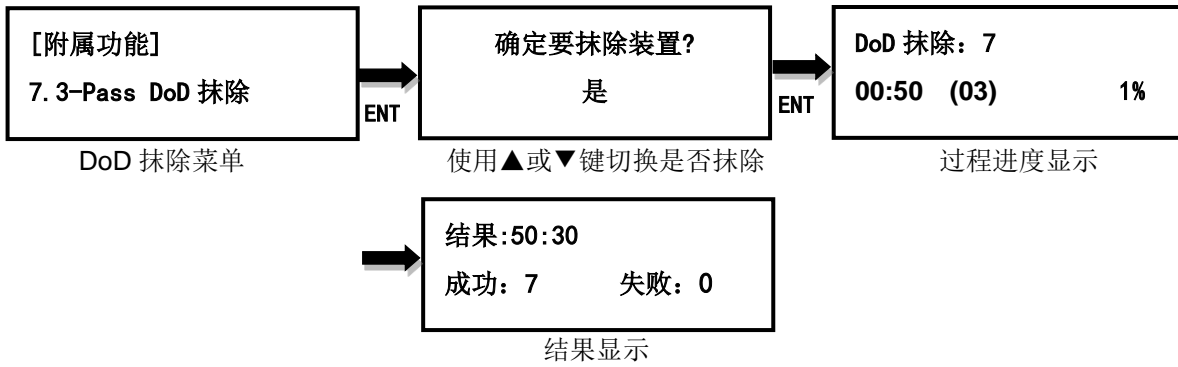 [附属功能]
7.3-Pass DoD 抹除
ENT
确定要抹除装置?
是
ENT
DoD 抹除：7
00:50 (03) 1%
DoD 抹除菜单
使用▲或▼键切换是否抹除
过程进度显示
结果:50:30
成功：7 失败：0
结果显示